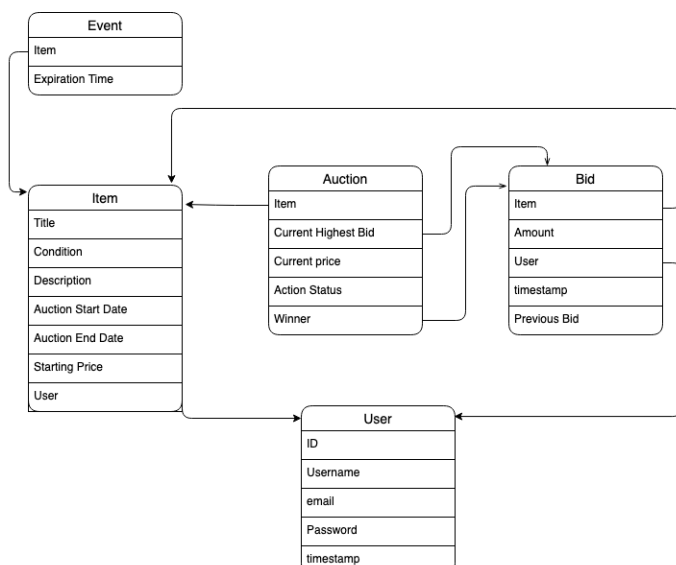 Event
Item
Expiration Time
Item
Title
Condition
Description
Auction Start Date
Auction End Date
Starting Price
User
Auction
Item
Current Highest Bid
Current price
Action Status
Winner
Bid
Item
Amount
User
timestamp
Previous Bid
User
ID
Username
email
Password
timestamp